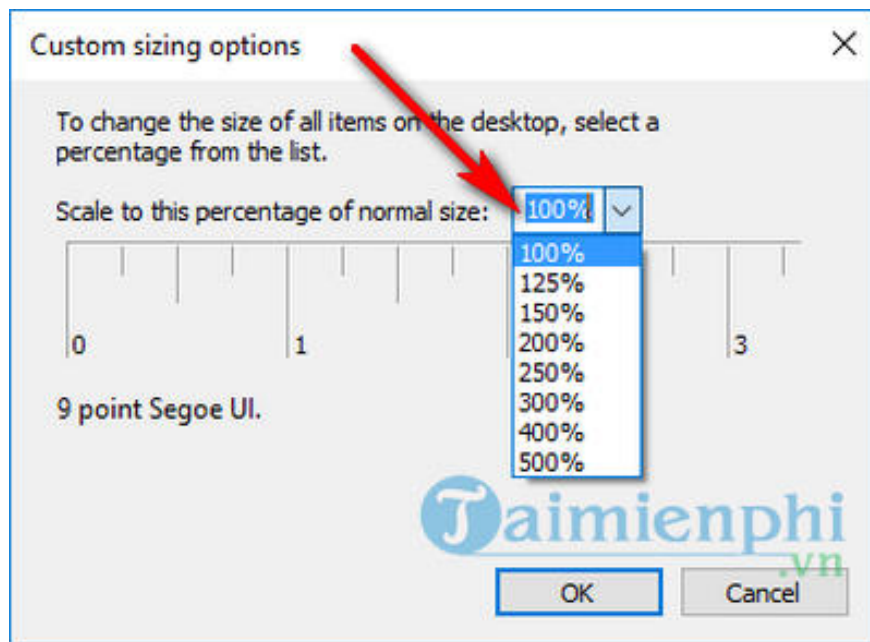 Custom sizing options
To change the size of all items on the desktop, select a
percentage from the list.
Scale to this percentage of normal size: 100%
100%
125%
150%
200%
250%
300%
400%
500%
0 1 3
9 point Segoe UI.
Taimienphi
.vn
OK Cancel